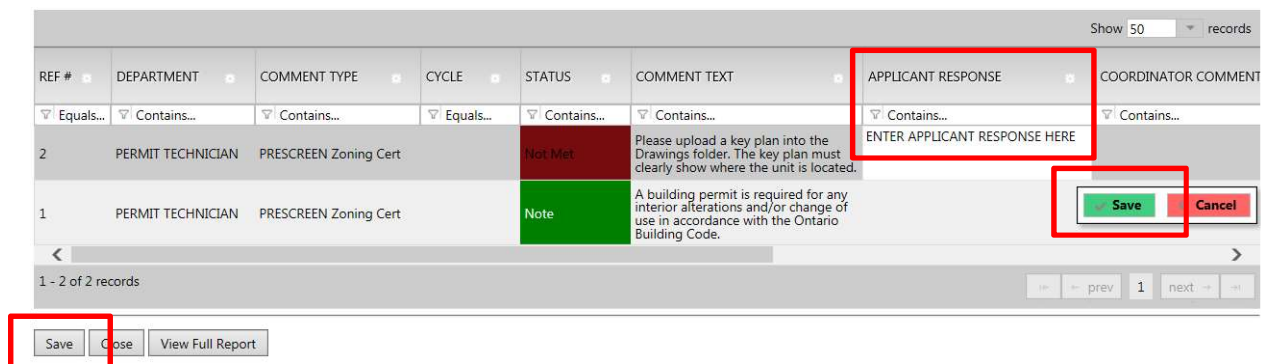 Show 50 records
REF # DEPARTMENT COMMENT TYPE CYCLE STATUS COMMENT TEXT APPLICANT RESPONSE COORDINATOR COMMENT
Equals... Contains... Contains... Equals... Contains... Contains... Contains... Contains...
2 PERMIT TECHNICIAN PRESCREEN Zoning Cert Not Met
Please upload a key plan into the
Drawings folder. The key plan must
clearly show where the unit is located.
ENTER APPLICANT RESPONSE HERE
1 PERMIT TECHNICIAN PRESCREEN Zoning Cert Note
A building permit is required for any
interior alterations and/or change of
use in accordance with the Ontario
Building Code.
Save Cancel
1 - 2 of 2 records
prev 1 next
Save Close View Full Report